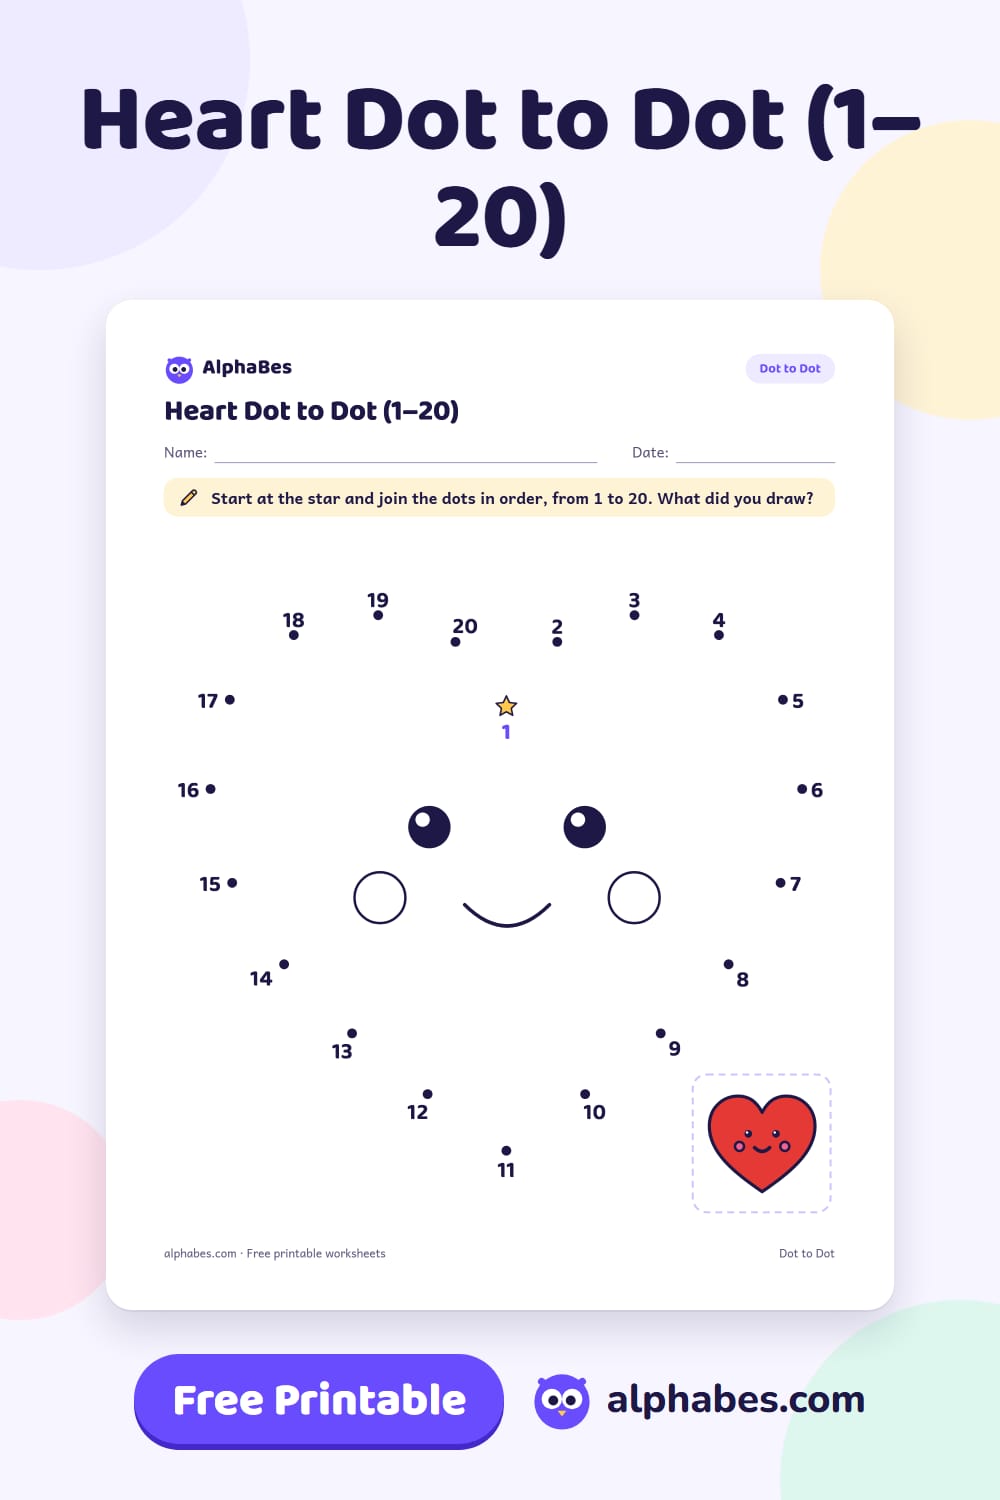 Heart Dot to Dot (1–
20)
AlphaBes
Dot to Dot
Heart Dot to Dot (1–20)
Name:
Date:
Start at the star and join the dots in order, from 1 to 20. What did you draw?
19
3
18
20
2
4
17
5
1
16
6
15
7
14
8
13
9
12
10
11
alphabes.com · Free printable worksheets
Dot to Dot
Free Printable
alphabes.com